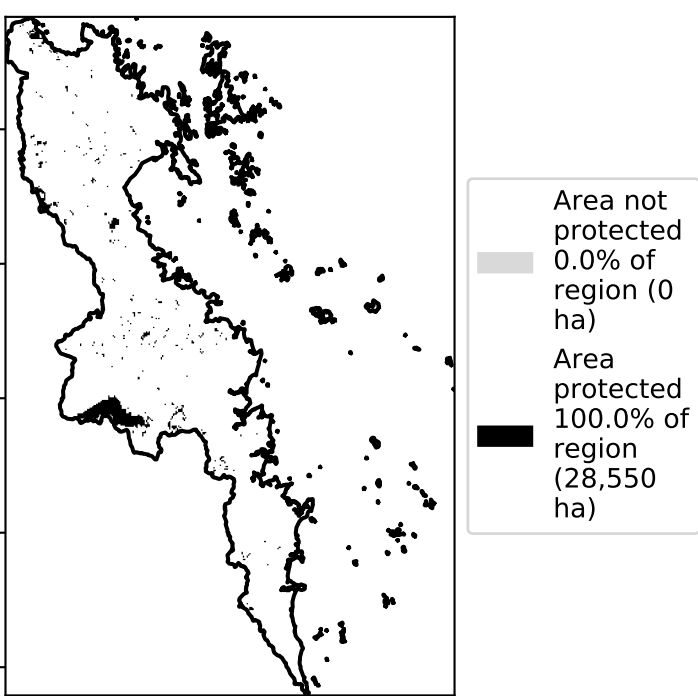 Area not
protected
0.0% of
region (0
ha)
Area
protected
100.0% of
region
(28,550
ha)